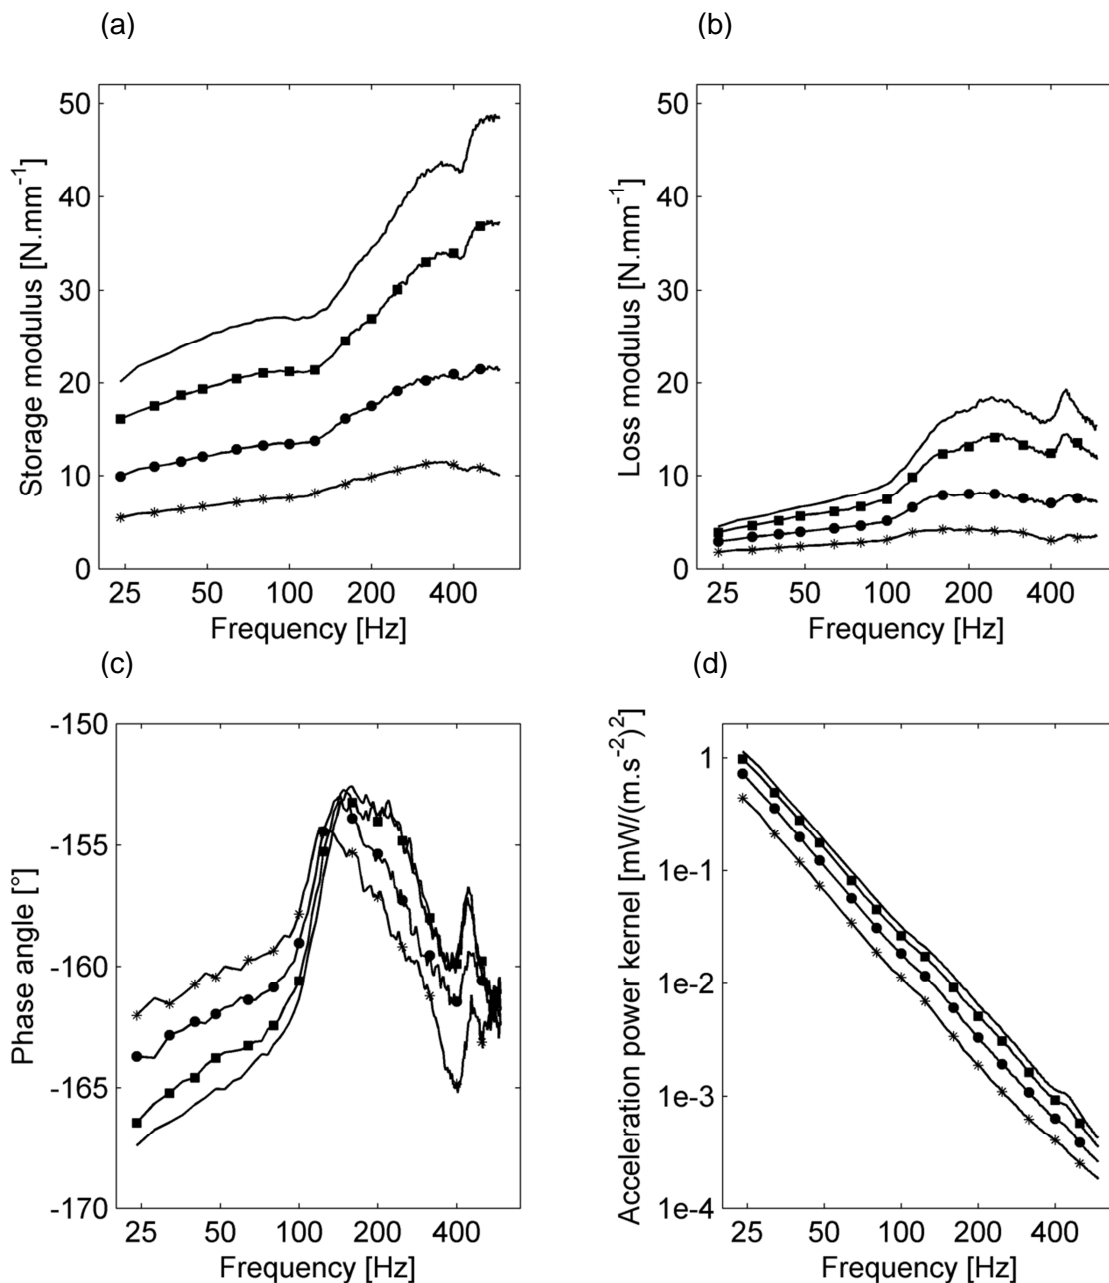 (a)
(b)
50
40
30
20
10
0
Storage modulus [N.mm⁻¹]
25 50 100 200 400
Frequency [Hz]
50
40
30
20
10
0
Loss modulus [N.mm⁻¹]
25 50 100 200 400
Frequency [Hz]
(c)
(d)
-150
-155
-160
-165
-170
Phase angle [°]
25 50 100 200 400
Frequency [Hz]
1
1e-1
1e-2
1e-3
1e-4
Acceleration power kernel [mW/(m.s⁻²)²]
25 50 100 200 400
Frequency [Hz]